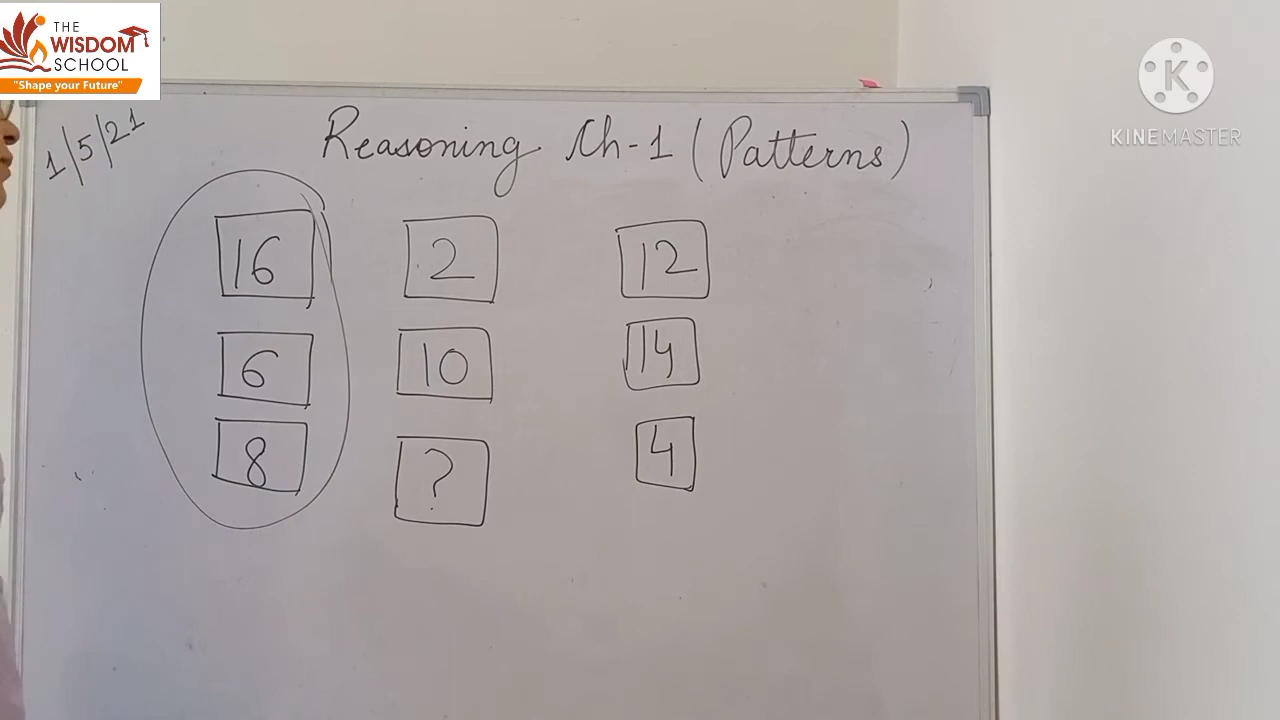 THE
WISDOM
SCHOOL
"Shape your Future"
KINEMASTER
1/5/21
Reasoning Ch-1 (Patterns)
16 2 12
6 10 14
8 ? 4